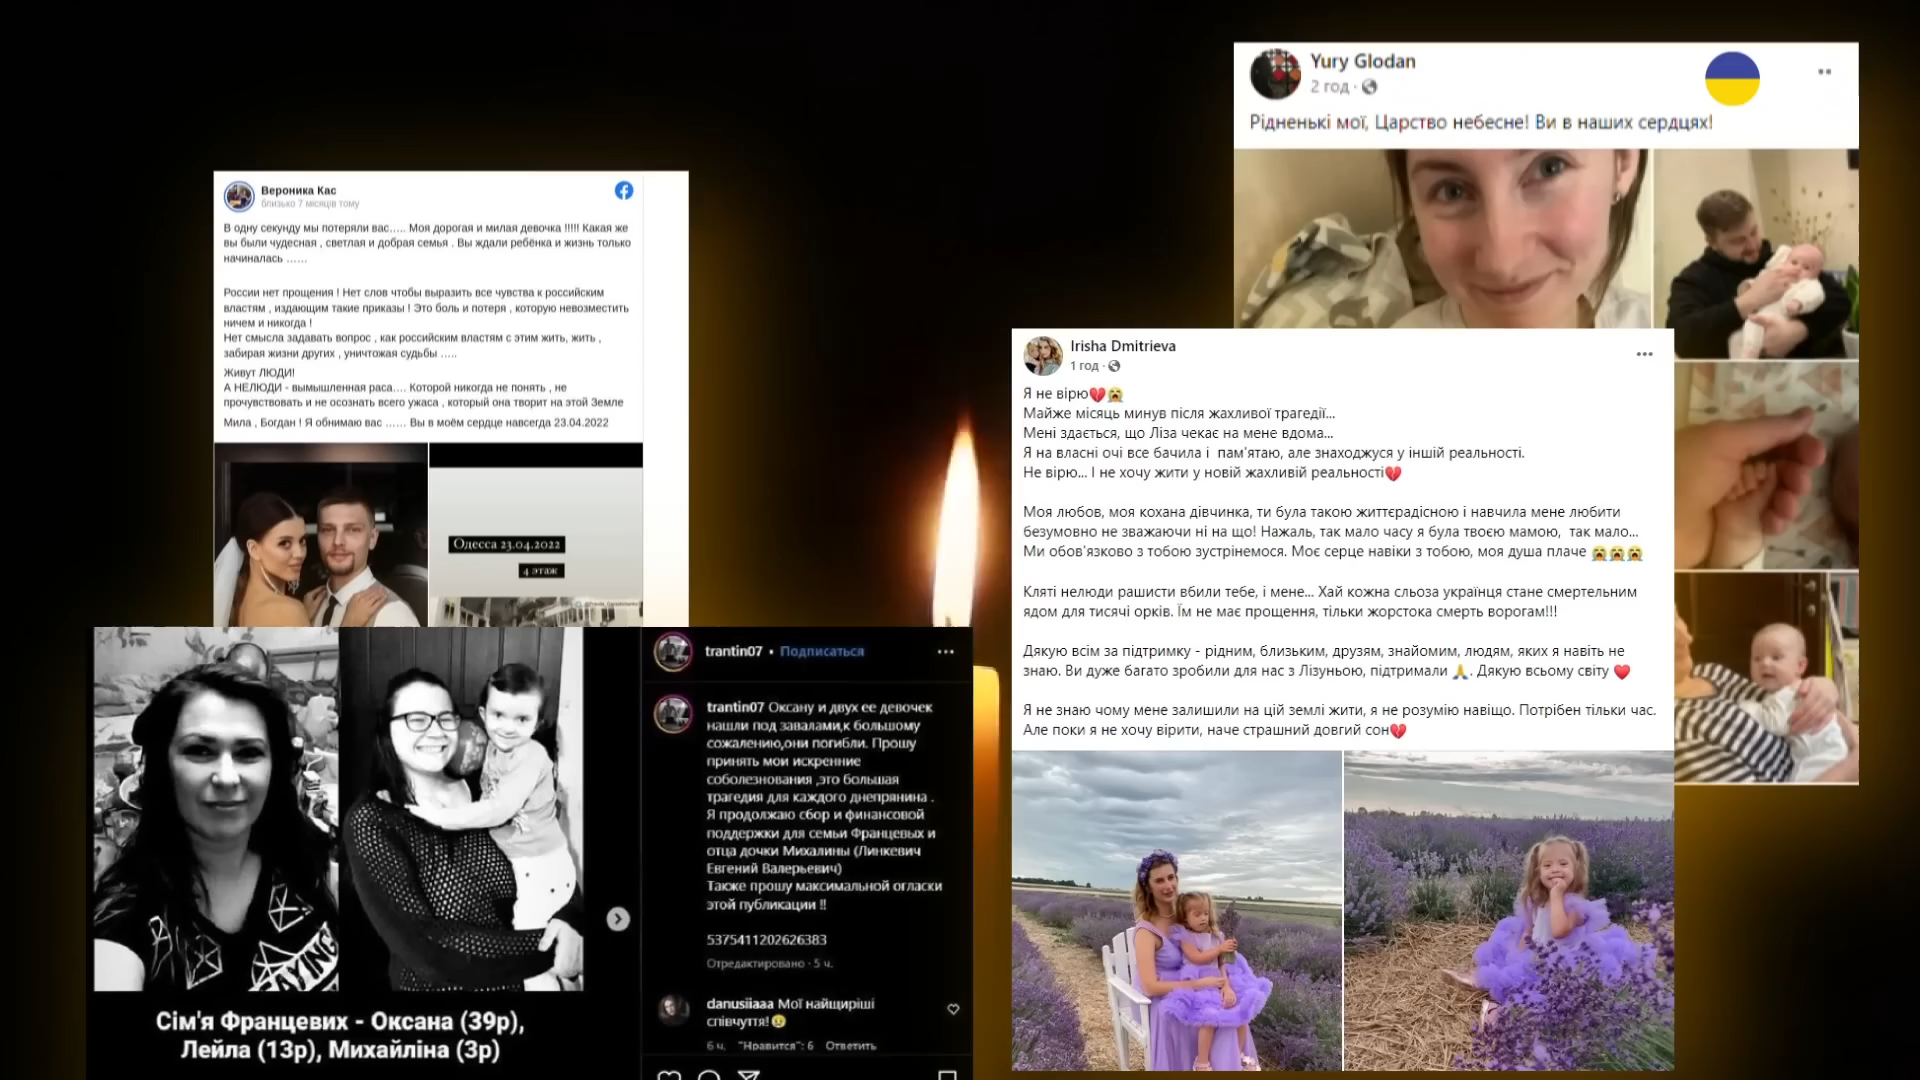 Вероника Кас
близько 7 місяців тому
В одну секунду мы потеряли вас..... Моя дорогая и милая девочка !!!!! Какая же
вы были чудесная , светлая и добрая семья . Вы ждали ребёнка и жизнь только
началась ......
России нет прощения ! Нет слов чтобы выразить все чувства к российским
властям , издающим такие приказы ! Это боль и потеря , которую невозместить
ничем и никогда !
Нет смысла задавать вопрос , как российским властям с этим жить, жить ,
забирая жизни других , уничтожая судьбы .....
Живут ЛЮДИ!
А НЕЛЮДИ - вымышленная раса.... Которой никогда не понять , не
прочувствовать и не осознать всего ужаса , который она творит на этой Земле
Мила , Богдан ! Я обнимаю вас ...... Вы в моём сердце навсегда 23.04.2022
Одесса 23.04.2022
4 этаж
Yury Glodan
2 год ·
Рідненькі мої, Царство небесне! Ви в наших сердцях!
Irisha Dmitrieva
1 год ·
Я не вірю💔😭
Майже місяць минув після жахливої трагедії...
Мені здається, що Ліза чекає на мене вдома...
Я на власні очі все бачила і пам'ятаю, але знаходжуся у іншій реальності.
Не вірю... І не хочу жити у новій жахливій реальності💔
Моя любов, моя кохана дівчинка, ти була такою життєрадісною і навчила мене любити
безумовно не зважаючи ні на що! Нажаль, так мало часу я була твоєю мамою, так мало...
Ми обов'язково з тобою зустрінемося. Моє серце навіки з тобою, моя душа плаче 😭😭😭
Кляті нелюди рашисти вбили тебе, і мене... Хай кожна сльоза українця стане смертельним
ядом для тисячі орків. Їм не має прощення, тільки жорстока смерть ворогам!!!
Дякую всім за підтримку - рідним, близьким, друзям, знайомим, людям, яких я навіть не
знаю. Ви дуже багато зробили для нас з Лізуньою, підтримали 🙏. Дякую всьому світу ❤️
Я не знаю чому мене залишили на цій землі жити, я не розумію навіщо. Потрібен тільки час.
Але поки я не хочу вірити, наче страшний довгий сон💔
Сім'я Францевих - Оксана (39р),
Лейла (13р), Михайліна (3р)
trantin07 • Подписаться
trantin07 Оксану и двух ее девочек
нашли под завалами,к большому
сожалению,они погибли. Прошу
принять мои искренние
соболезнования ,это большая
трагедия для каждого днепрянина .
Я продолжаю сбор и финансовой
поддержки для семьи Францевых и
отца дочки Михалины (Линкевич
Евгений Валерьевич)
Также прошу максимальной огласки
этой публикации !!
5375411202626383
Отредактировано · 5 ч.
danusiiaaa Мої найщиріші
співчуття!😢
6 ч. "Нравится": 6 Ответить